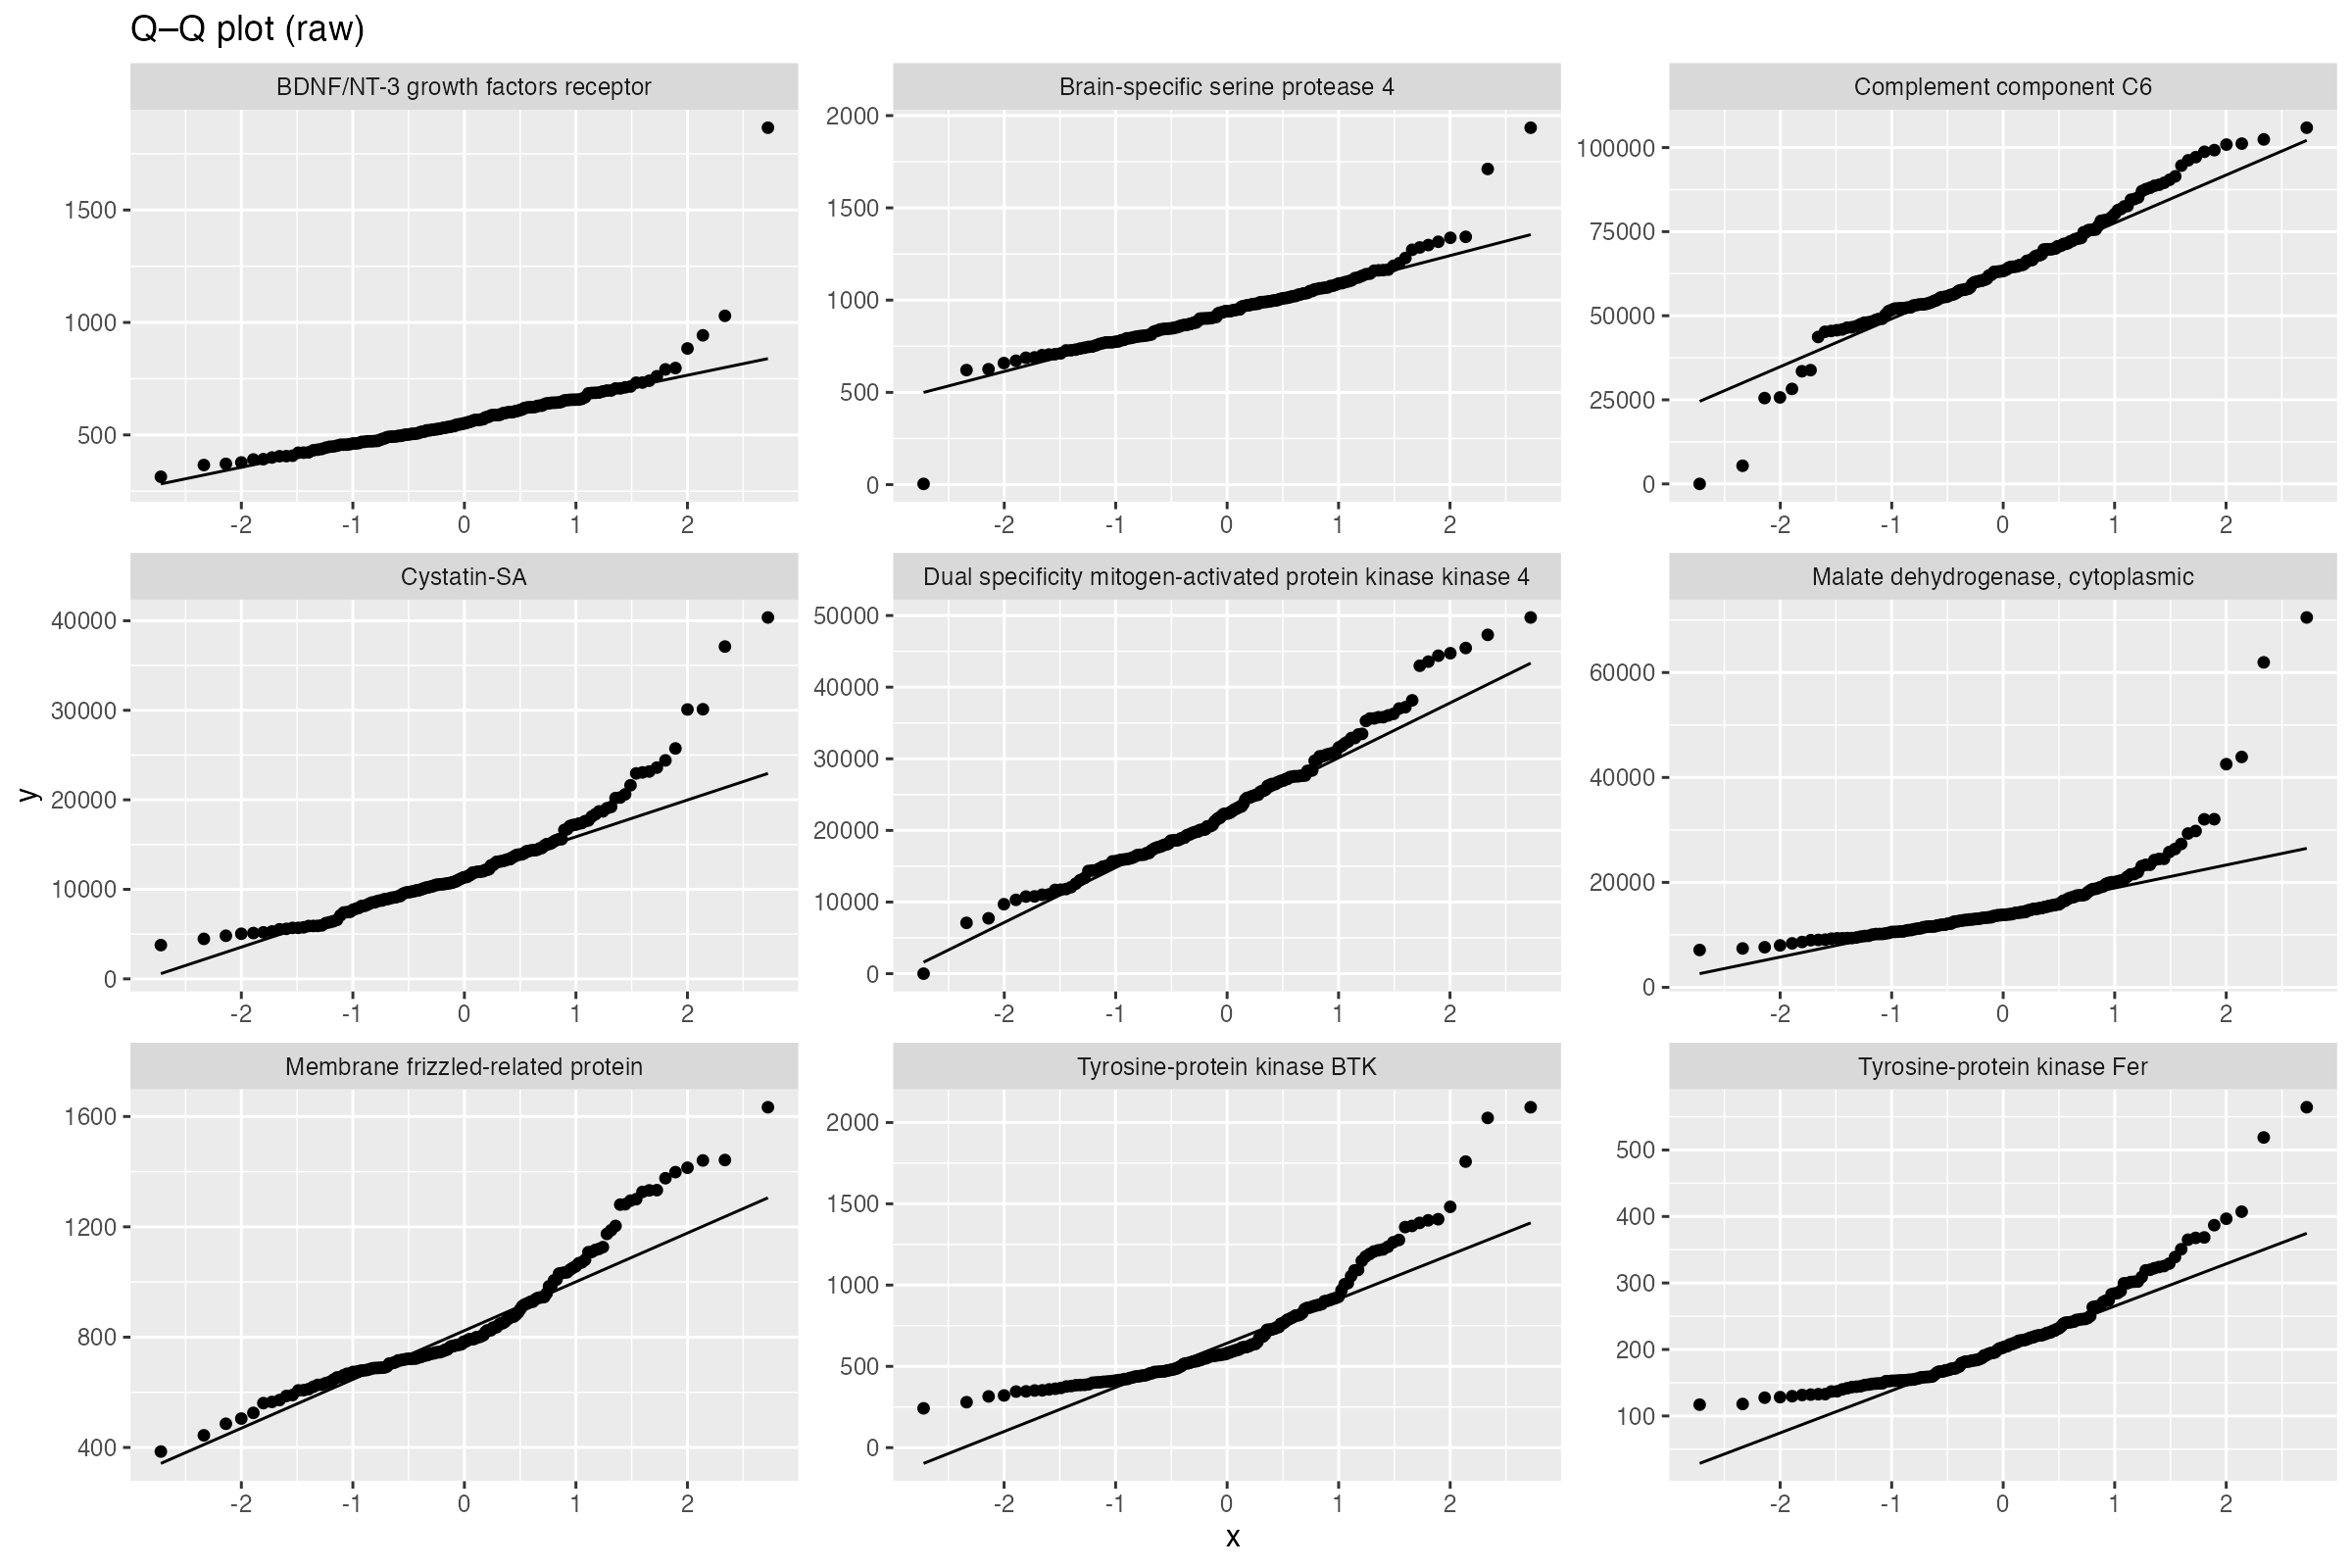 Q–Q plot (raw)
BDNF/NT-3 growth factors receptor
Brain-specific serine protease 4
Complement component C6
1500
1000
500
-2 -1 0 1 2
2000
1500
1000
500
0
-2 -1 0 1 2
100000
75000
50000
25000
0
-2 -1 0 1 2
Cystatin-SA
Dual specificity mitogen-activated protein kinase kinase 4
Malate dehydrogenase, cytoplasmic
y
40000
30000
20000
10000
0
-2 -1 0 1 2
50000
40000
30000
20000
10000
0
-2 -1 0 1 2
60000
40000
20000
0
-2 -1 0 1 2
Membrane frizzled-related protein
Tyrosine-protein kinase BTK
Tyrosine-protein kinase Fer
1600
1200
800
400
-2 -1 0 1 2
2000
1500
1000
500
0
-2 -1 0 1 2
500
400
300
200
100
-2 -1 0 1 2
x